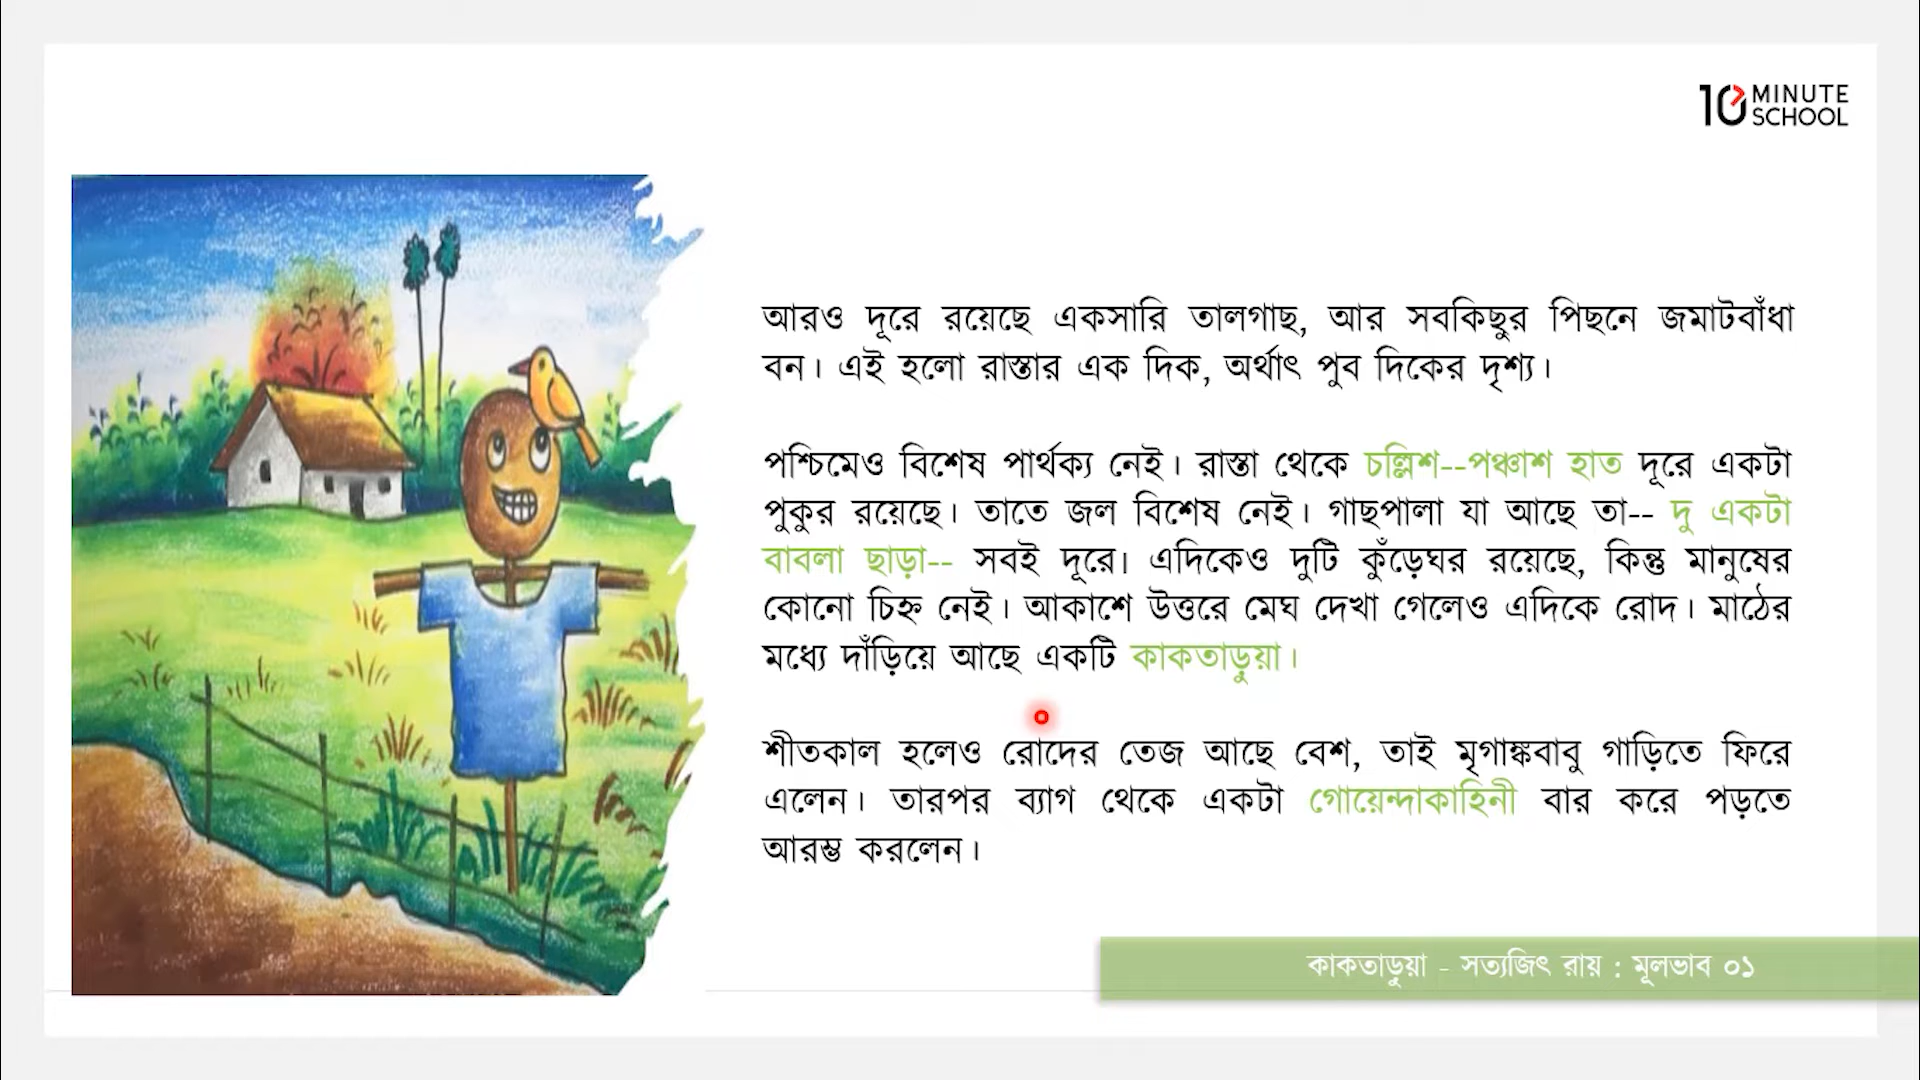 10 MINUTE
SCHOOL
আরও দূরে রয়েছে একসারি তালগাছ, আর সবকিছুর পিছনে জমাটবাঁধা
বন। এই হলো রাস্তার এক দিক, অর্থাৎ পুব দিকের দৃশ্য।
পশ্চিমেও বিশেষ পার্থক্য নেই। রাস্তা থেকে চল্লিশ--পঞ্চাশ হাত দূরে একটা
পুকুর রয়েছে। তাতে জল বিশেষ নেই। গাছপালা যা আছে তা-- দু একটা
বাবলা ছাড়া-- সবই দূরে। এদিকেও দুটি কুঁড়েঘর রয়েছে, কিন্তু মানুষের
কোনো চিহ্ন নেই। আকাশে উত্তরে মেঘ দেখা গেলেও এদিকে রোদ। মাঠের
মধ্যে দাঁড়িয়ে আছে একটি কাকতাড়ুয়া।
শীতকাল হলেও রোদের তেজ আছে বেশ, তাই মৃগাঙ্কবাবু গাড়িতে ফিরে
এলেন। তারপর ব্যাগ থেকে একটা গোয়েন্দাকাহিনী বার করে পড়তে
আরম্ভ করলেন।
কাকতাড়ুয়া - সত্যজিৎ রায় : মূলভাব ০১